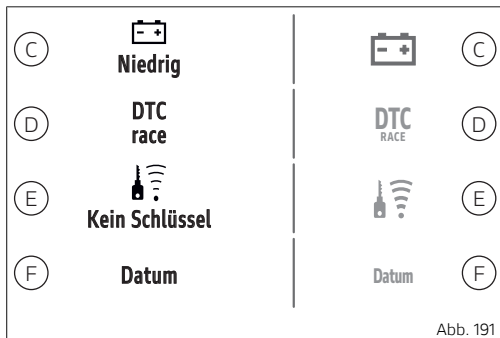 C - + - + C
Niedrig
D DTC DTC D
race RACE
E E
Kein Schlüssel
F Datum Datum F
Abb. 191